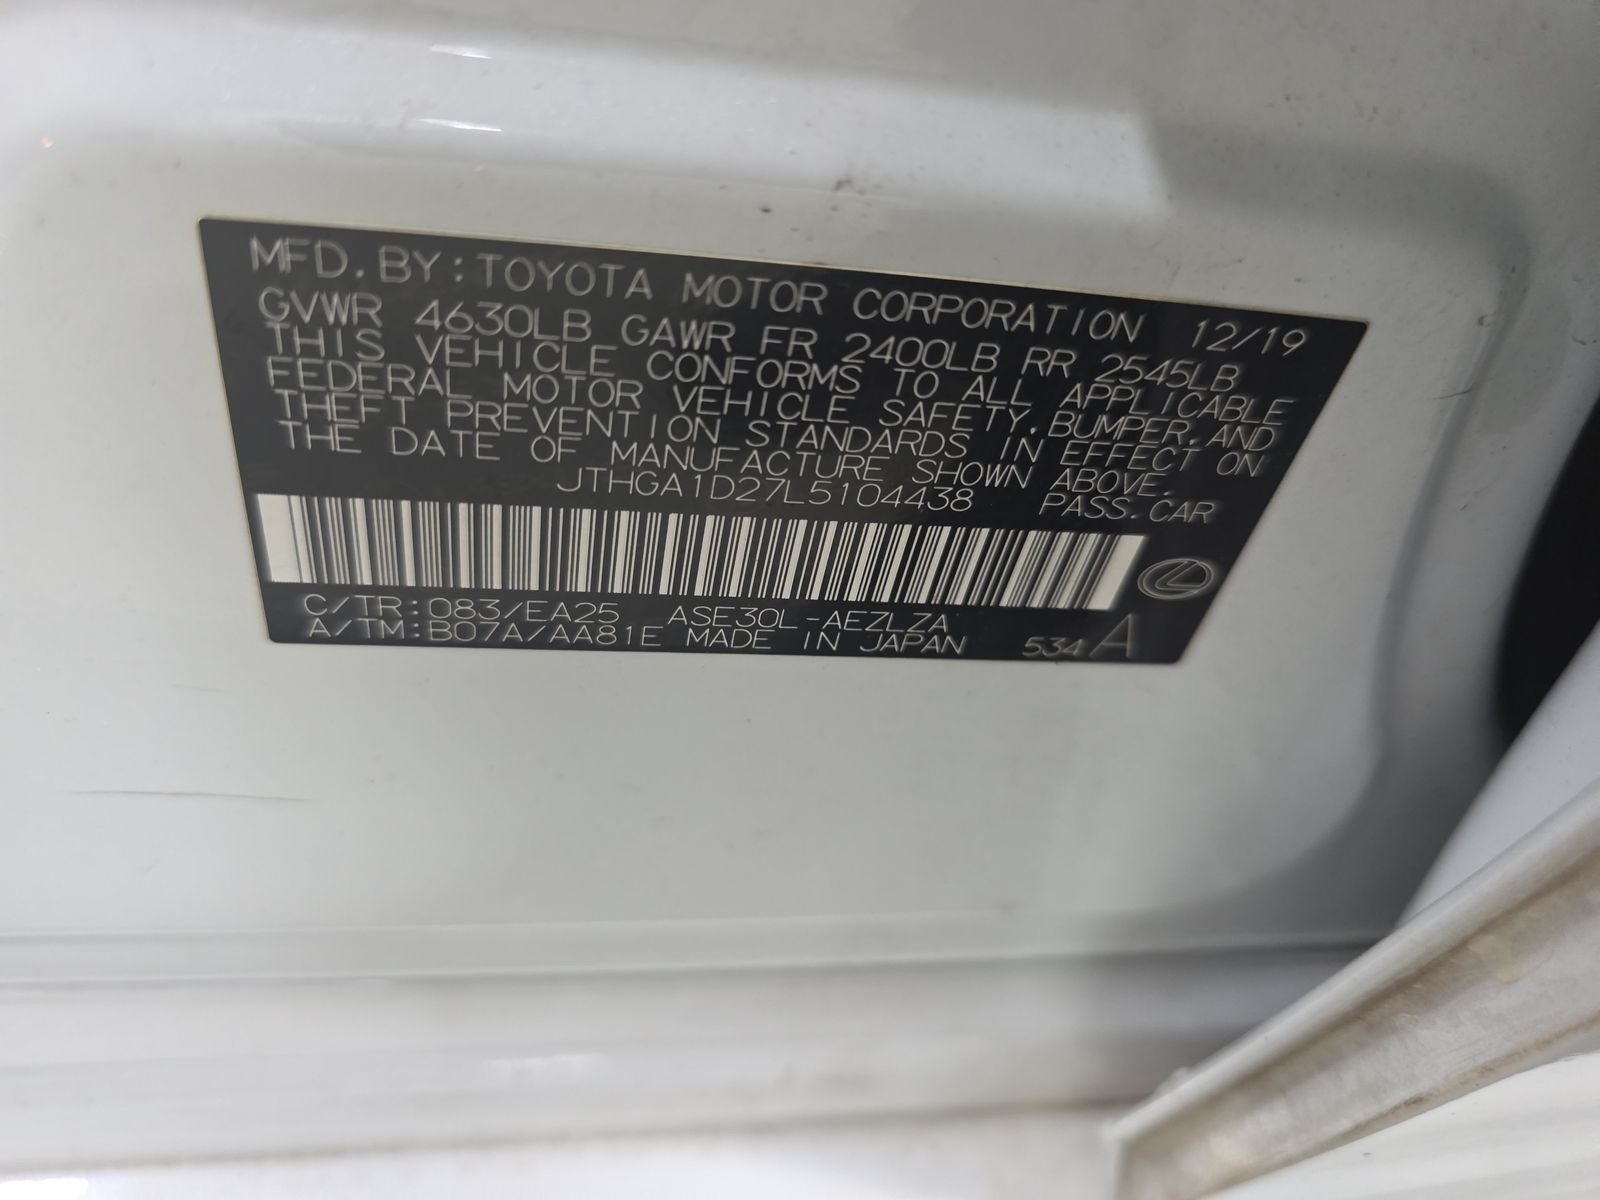 MFD. BY: TOYOTA MOTOR CORPORATION 12/19
GVWR 4630LB GAWR FR 2400LB RR 2545LB
THIS VEHICLE CONFORMS TO ALL APPLICABLE
FEDERAL MOTOR VEHICLE SAFETY, BUMPER, AND
THEFT PREVENTION STANDARDS IN EFFECT ON
THE DATE OF MANUFACTURE SHOWN ABOVE.
JTHGA1D27L5104438 PASS. CAR
C/TR: 083/EA25 ASE30L-AEZLZA
A/TM: B07A/AA81E MADE IN JAPAN 534 A